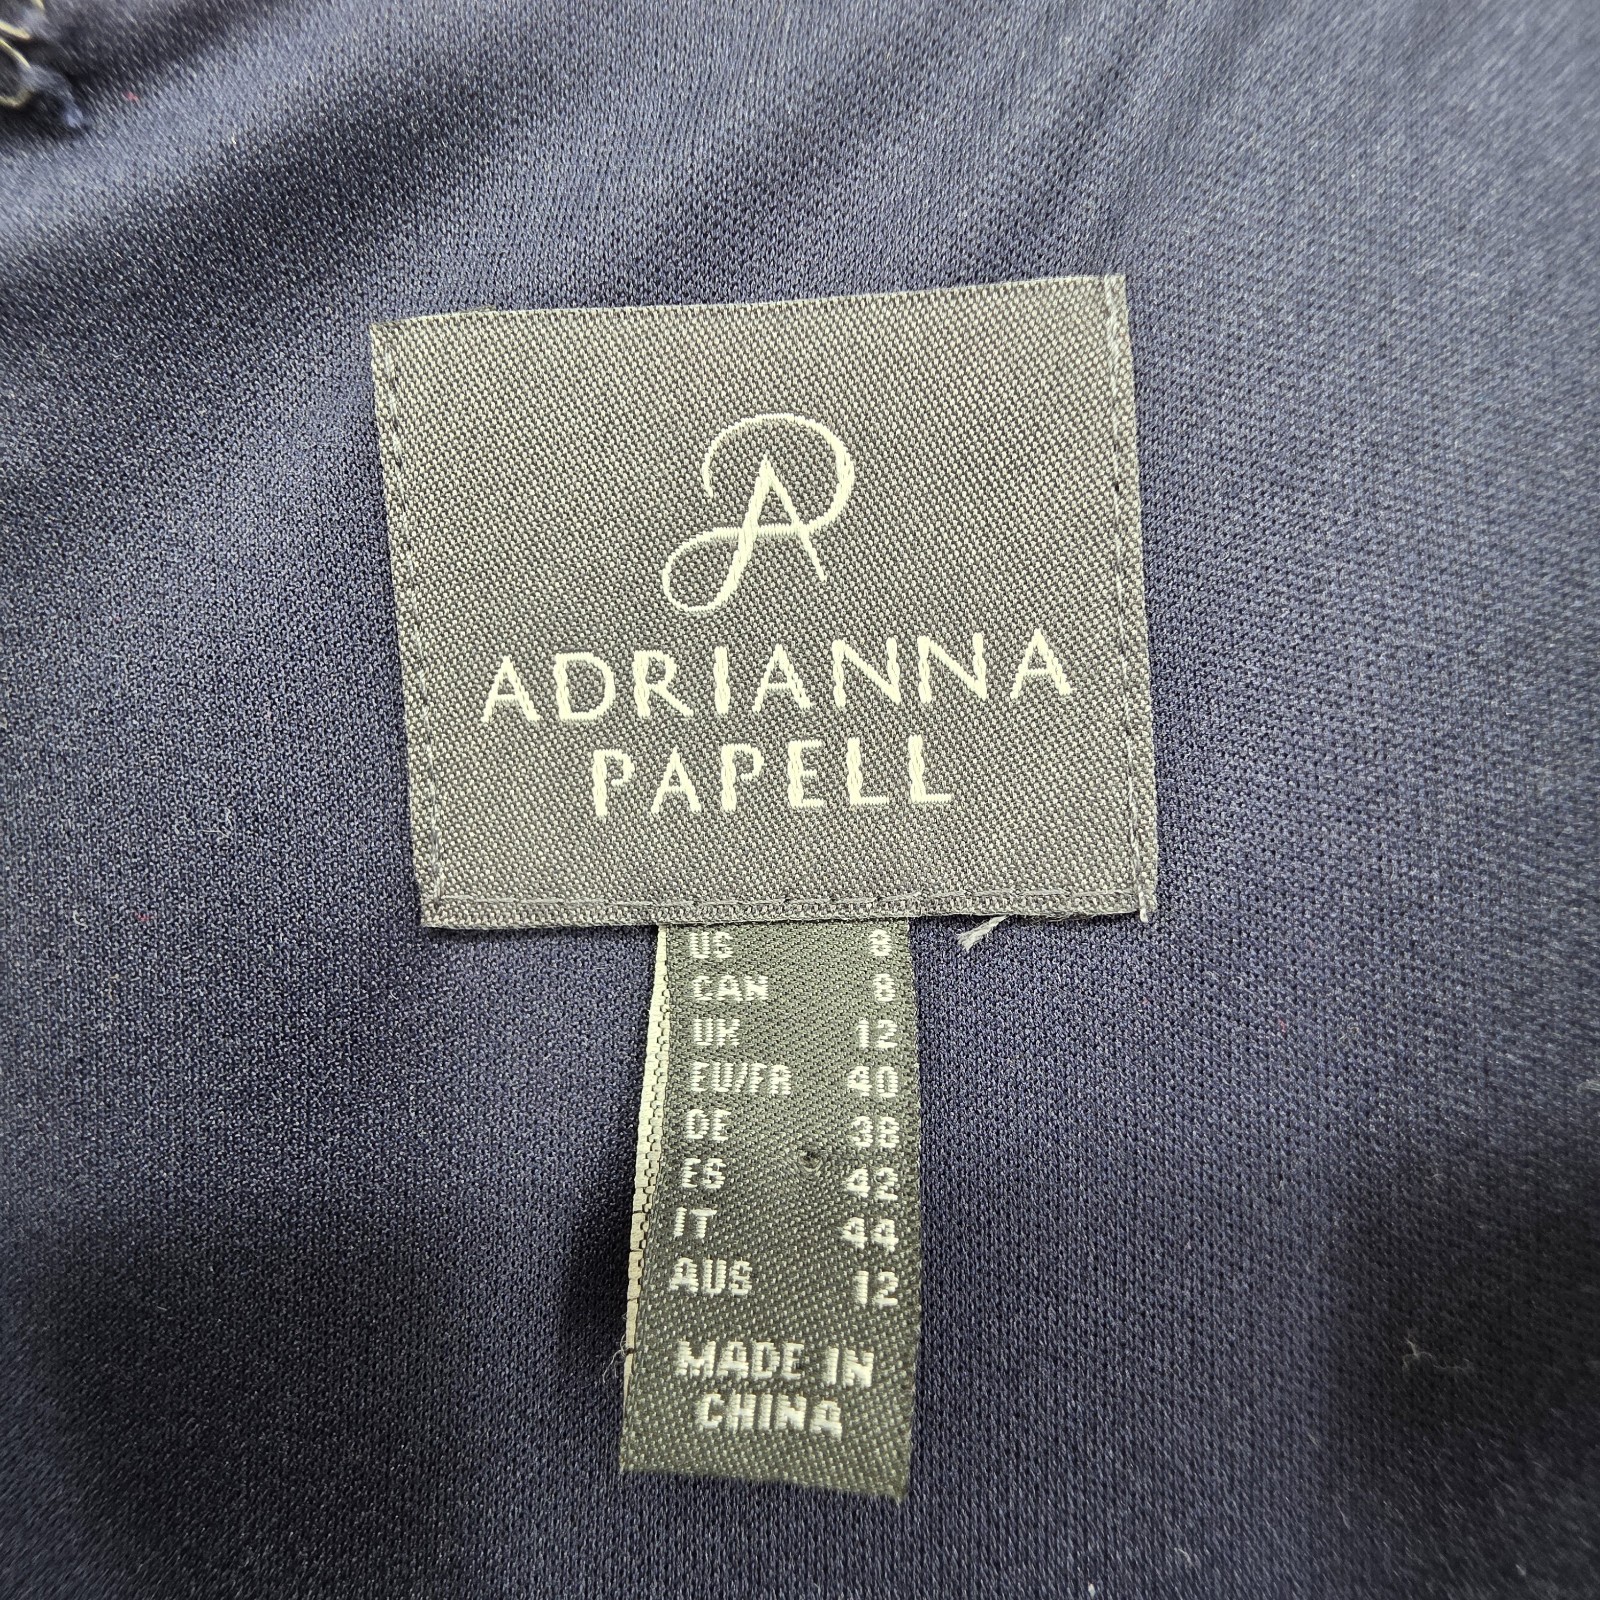 AP
ADRIANNA
PAPELL
US 8
CAN 8
UK 12
EU/FR 40
DE 38
ES 42
IT 44
AUS 12
MADE IN
CHINA